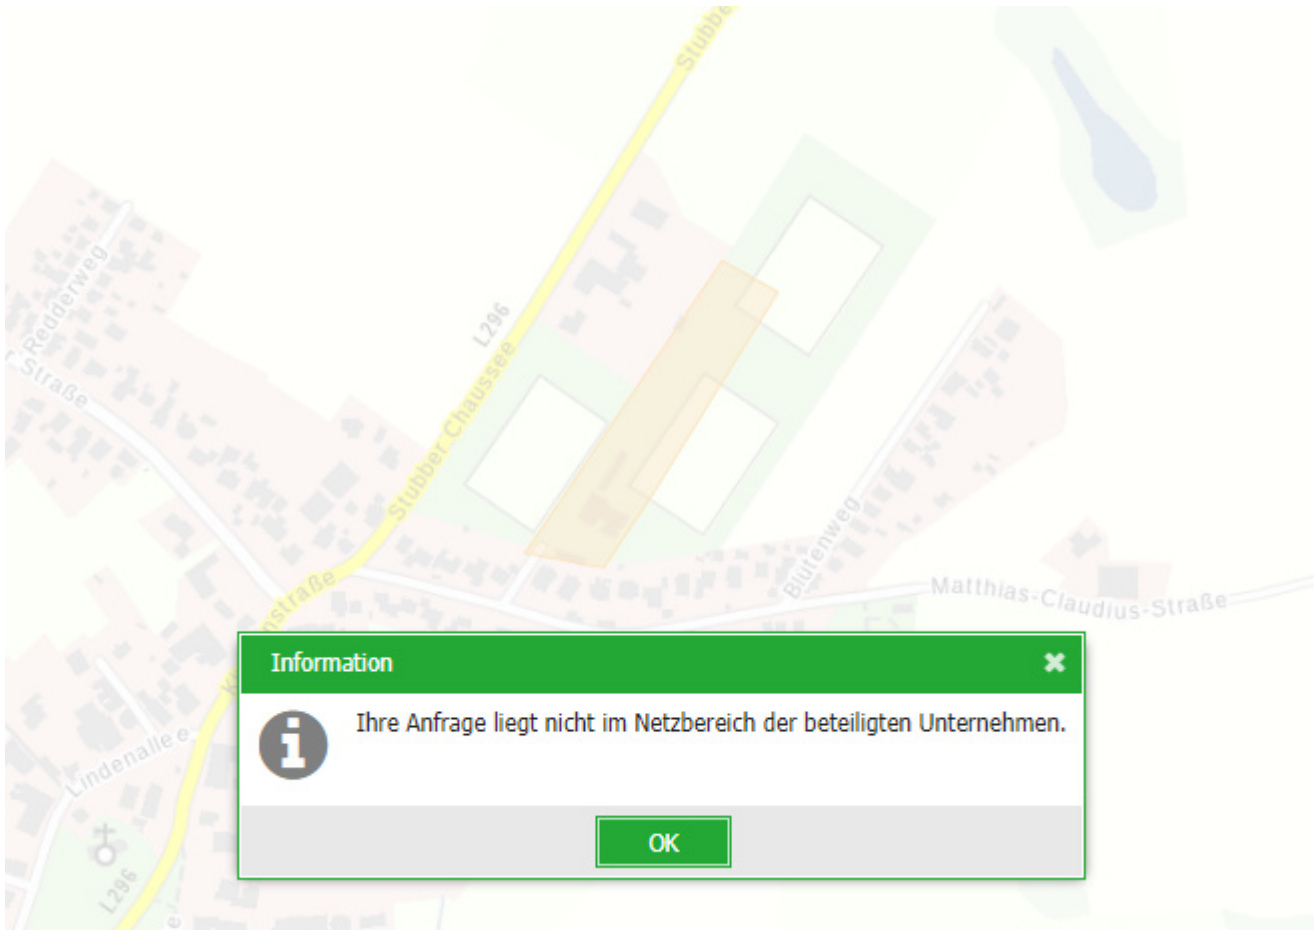 Stubbe
Redderweg
r Straße
L296
Stubber Chaussee
Blütenweg
Matthias-Claudius-Straße
nstraße
Information
Ihre Anfrage liegt nicht im Netzbereich der beteiligten Unternehmen.
OK
Lindenallee
L296